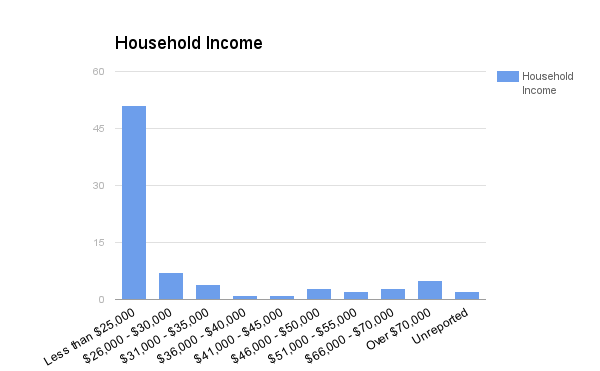 Household Income
60
45
30
15
0
Household
Income
Less than $25,000
$26,000 - $30,000
$31,000 - $35,000
$36,000 - $40,000
$41,000 - $45,000
$46,000 - $50,000
$51,000 - $55,000
$66,000 - $70,000
Over $70,000
Unreported